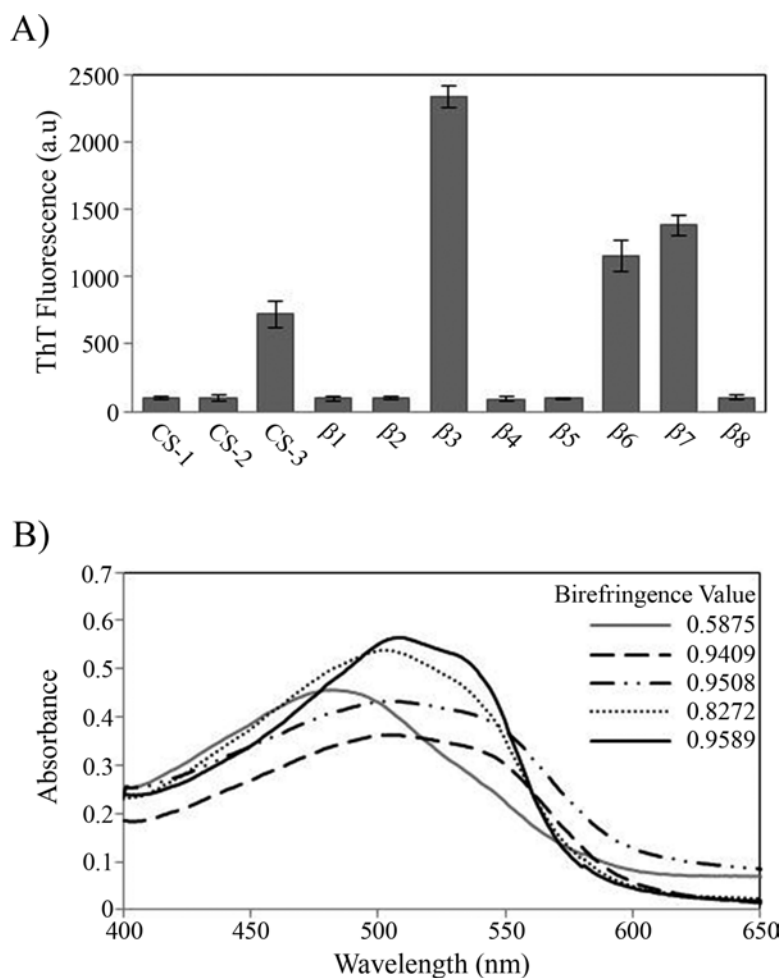 A)
2500
2000
1500
1000
500
0
ThT Fluorescence (a.u)
CS-1 CS-2 CS-3 β1 β2 β3 β4 β5 β6 β7 β8
B)
0.7
0.6
0.5
0.4
0.3
0.2
0.1
0
Absorbance
Birefringence Value
0.5875
0.9409
0.9508
0.8272
0.9589
400 450 500 550 600 650
Wavelength (nm)